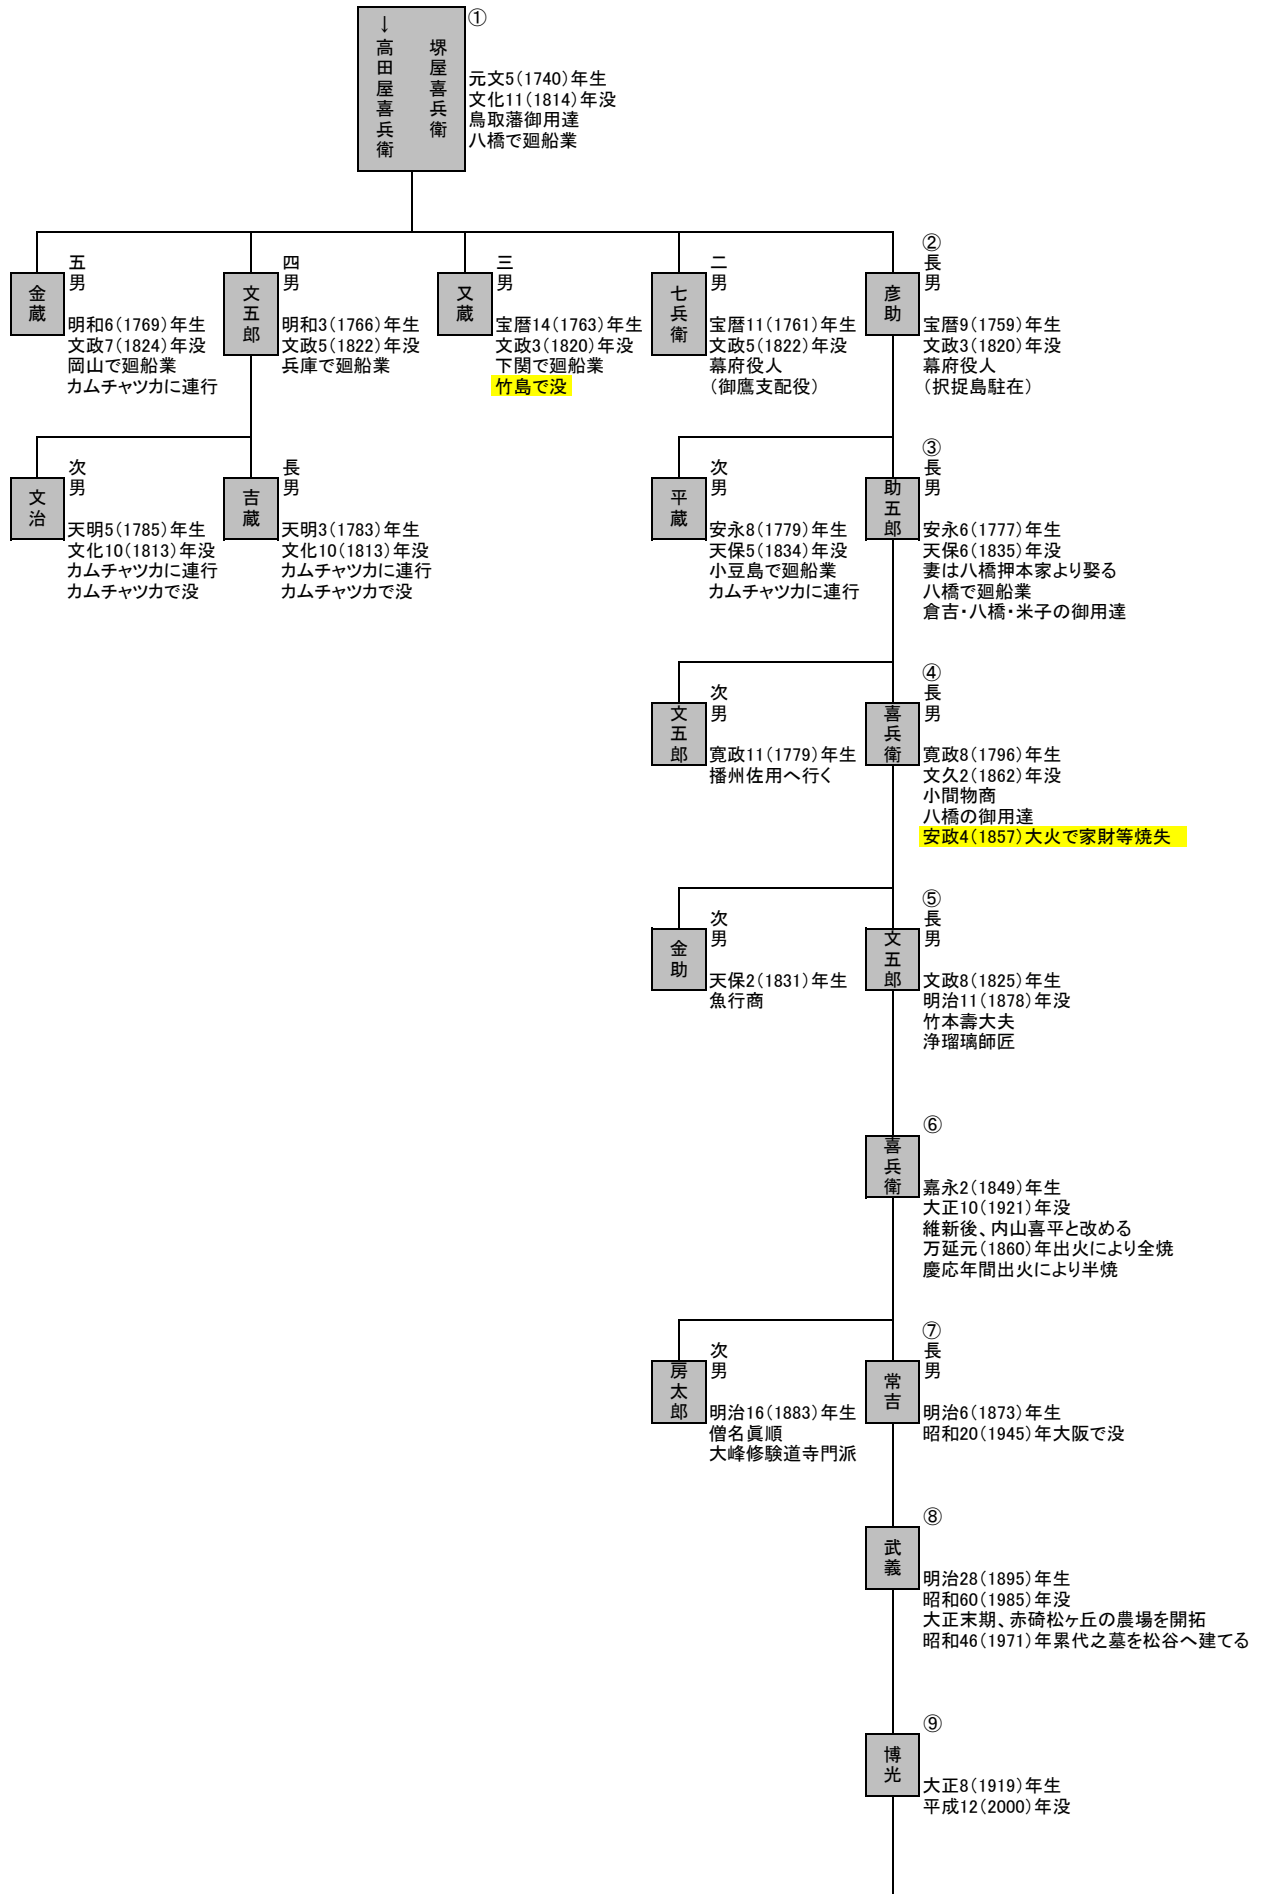 ①
堺屋喜兵衛
→高田屋喜兵衛
元文5(1740)年生
文化11(1814)年没
鳥取藩御用達
八橋で廻船業
②
長男
彦助
宝暦9(1759)年生
文政3(1820)年没
幕府役人
(択捉島駐在)
二男
七兵衛
宝暦11(1761)年生
文政5(1822)年没
幕府役人
(御鷹支配役)
三男
又蔵
宝暦14(1763)年生
文政3(1820)年没
下関で廻船業
竹島で没
四男
文五郎
明和3(1766)年生
文政5(1822)年没
兵庫で廻船業
五男
金蔵
明和6(1769)年生
文政7(1824)年没
岡山で廻船業
カムチャツカに連行
③
長男
助五郎
安永6(1777)年生
天保6(1835)年没
妻は八橋押本家より娶る
八橋で廻船業
倉吉・八橋・米子の御用達
次男
平蔵
安永8(1779)年生
天保5(1834)年没
小豆島で廻船業
カムチャツカに連行
長男
吉蔵
天明3(1783)年生
文化10(1813)年没
カムチャツカに連行
カムチャツカで没
次男
文治
天明5(1785)年生
文化10(1813)年没
カムチャツカに連行
カムチャツカで没
④
長男
喜兵衛
寛政8(1796)年生
文久2(1862)年没
小間物商
八橋の御用達
安政4(1857)大火で家財等焼失
次男
文五郎
寛政11(1779)年生
播州佐用へ行く
⑤
長男
文五郎
文政8(1825)年生
明治11(1878)年没
竹本壽大夫
浄瑠璃師匠
次男
金助
天保2(1831)年生
魚行商
⑥
喜兵衛
嘉永2(1849)年生
大正10(1921)年没
維新後、内山喜平と改める
万延元(1860)年出火により全焼
慶応年間出火により半焼
⑦
長男
常吉
明治6(1873)年生
昭和20(1945)年大阪で没
次男
房太郎
明治16(1883)年生
僧名眞順
大峰修験道寺門派
⑧
武義
明治28(1895)年生
昭和60(1985)年没
大正末期、赤碕松ヶ丘の農場を開拓
昭和46(1971)年累代之墓を松谷へ建てる
⑨
博光
大正8(1919)年生
平成12(2000)年没